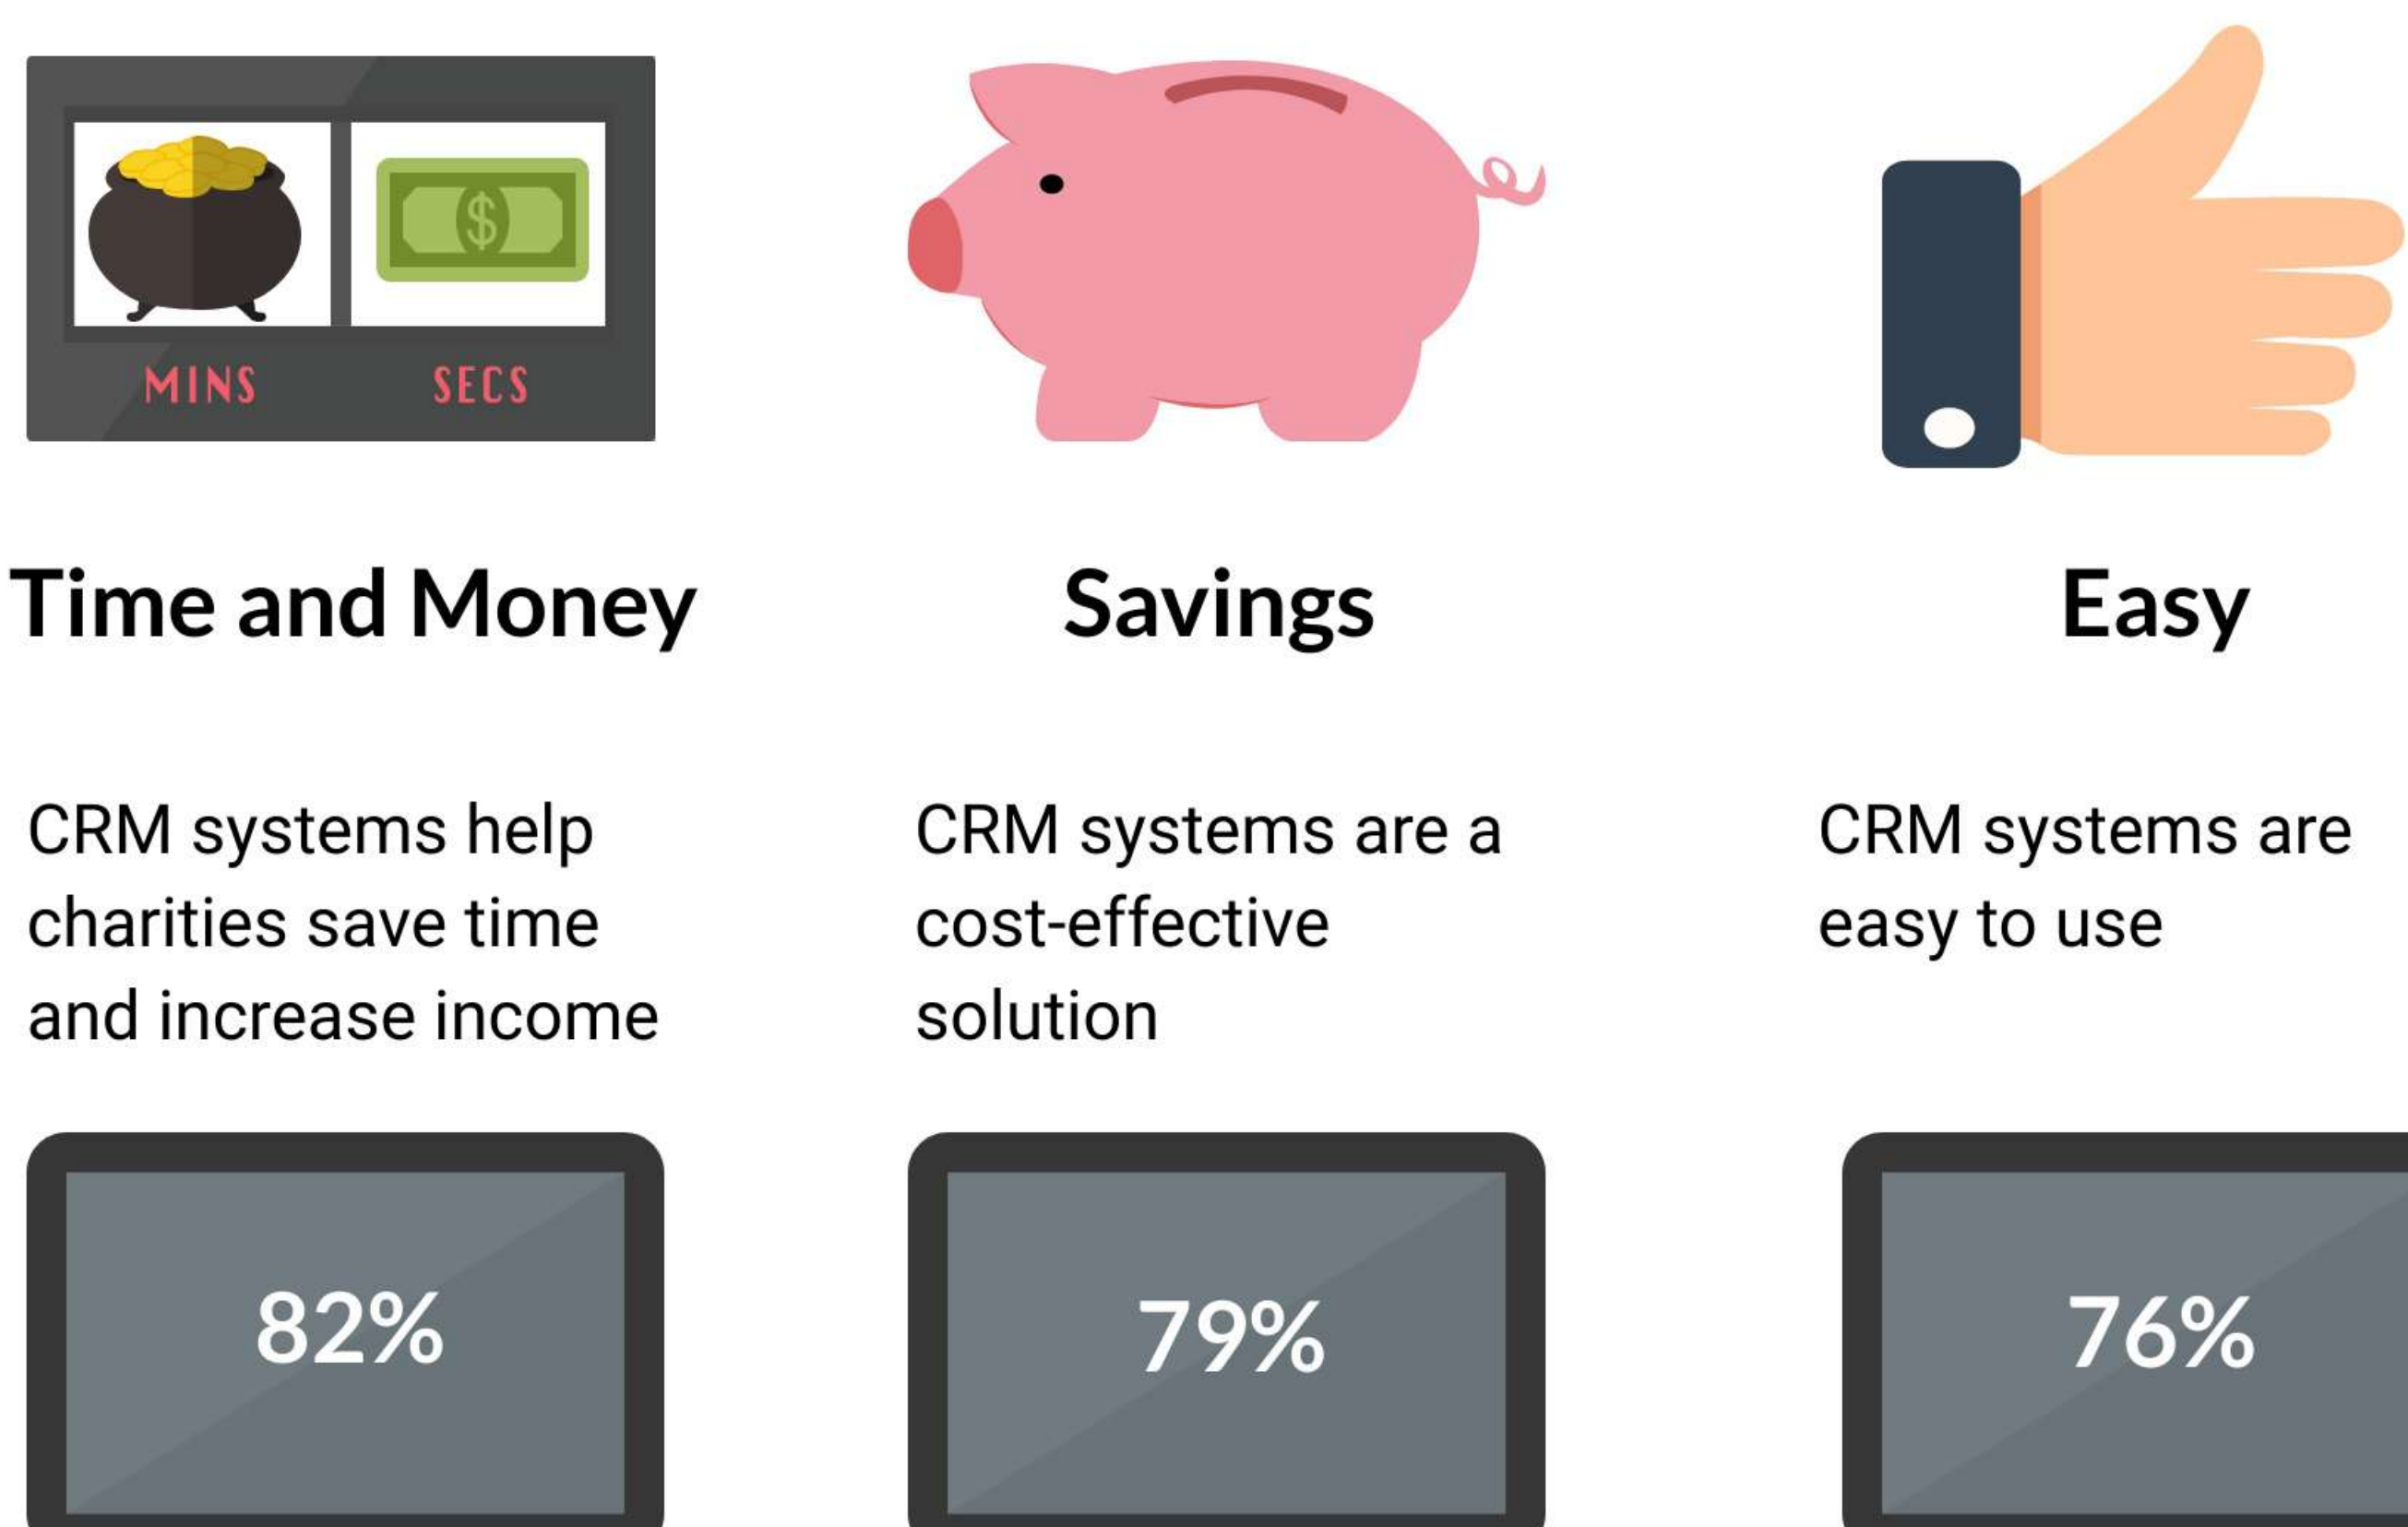 MINS SECS
$
Time and Money
Savings
Easy
CRM systems help
charities save time
and increase income
CRM systems are a
cost-effective
solution
CRM systems are
easy to use
82%
79%
76%